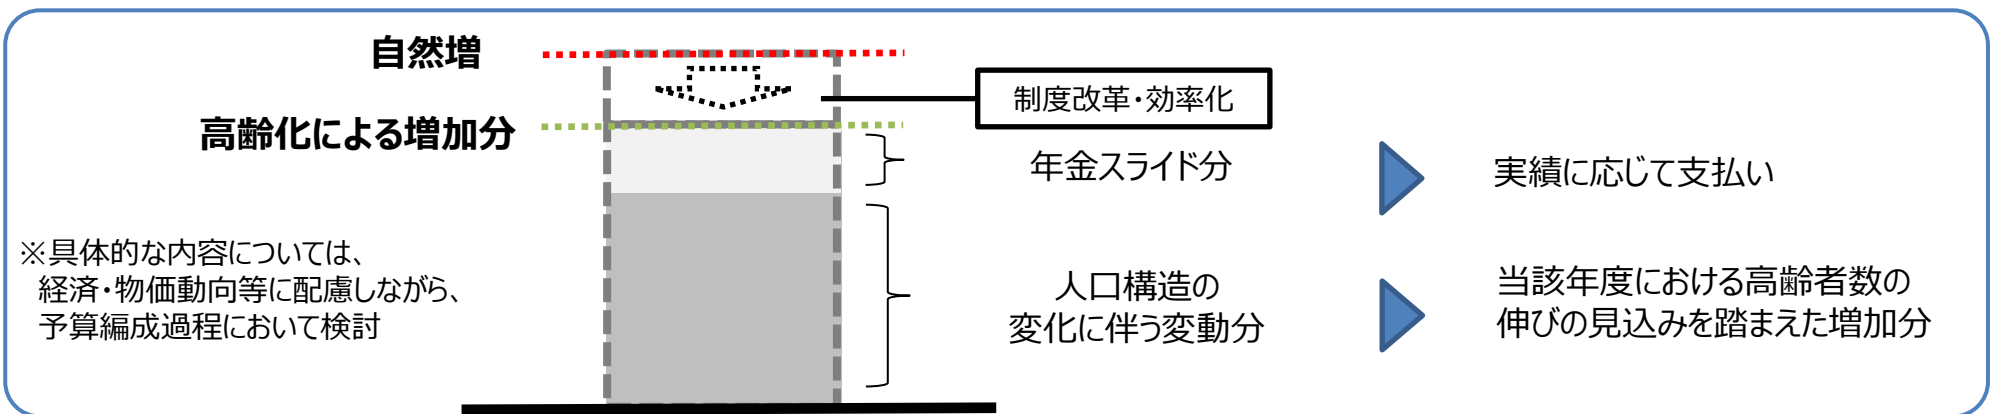 自然増
制度改革・効率化
高齢化による増加分
年金スライド分
実績に応じて支払い
※具体的な内容については、
経済・物価動向等に配慮しながら、
予算編成過程において検討
人口構造の
変化に伴う変動分
当該年度における高齢者数の
伸びの見込みを踏まえた増加分